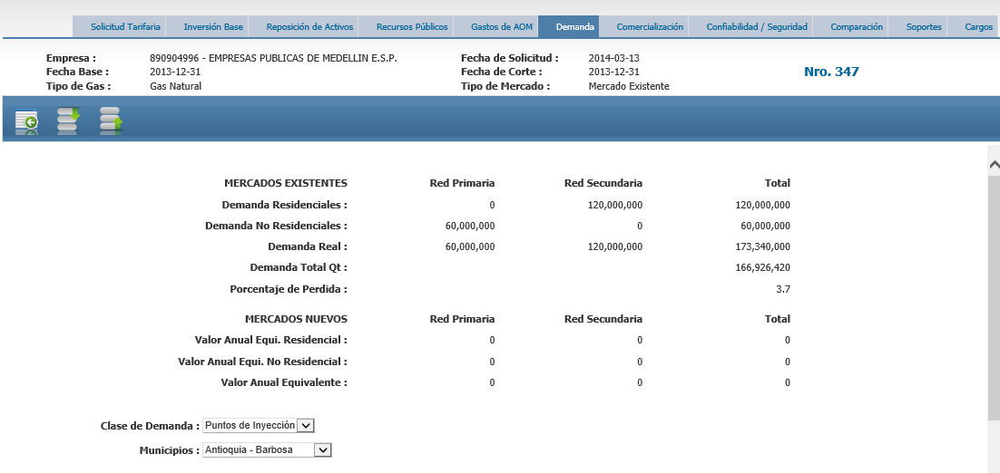 Solicitud Tarifaria Inversión Base Reposición de Activos Recursos Públicos Gastos de AOM Demanda Comercialización Confiabilidad / Seguridad Comparación Soportes Cargos
Empresa : 890904996 - EMPRESAS PUBLICAS DE MEDELLIN E.S.P. Fecha de Solicitud : 2014-03-13
Fecha Base : 2013-12-31 Fecha de Corte : 2013-12-31 Nro. 347
Tipo de Gas : Gas Natural Tipo de Mercado : Mercado Existente
MERCADOS EXISTENTES Red Primaria Red Secundaria Total
Demanda Residenciales : 0 120,000,000 120,000,000
Demanda No Residenciales : 60,000,000 0 60,000,000
Demanda Real : 60,000,000 120,000,000 173,340,000
Demanda Total Qt : 166,926,420
Porcentaje de Perdida : 3.7
MERCADOS NUEVOS Red Primaria Red Secundaria Total
Valor Anual Equi. Residencial : 0 0 0
Valor Anual Equi. No Residencial : 0 0 0
Valor Anual Equivalente : 0 0 0
Clase de Demanda : Puntos de Inyección
Municipios : Antioquia - Barbosa